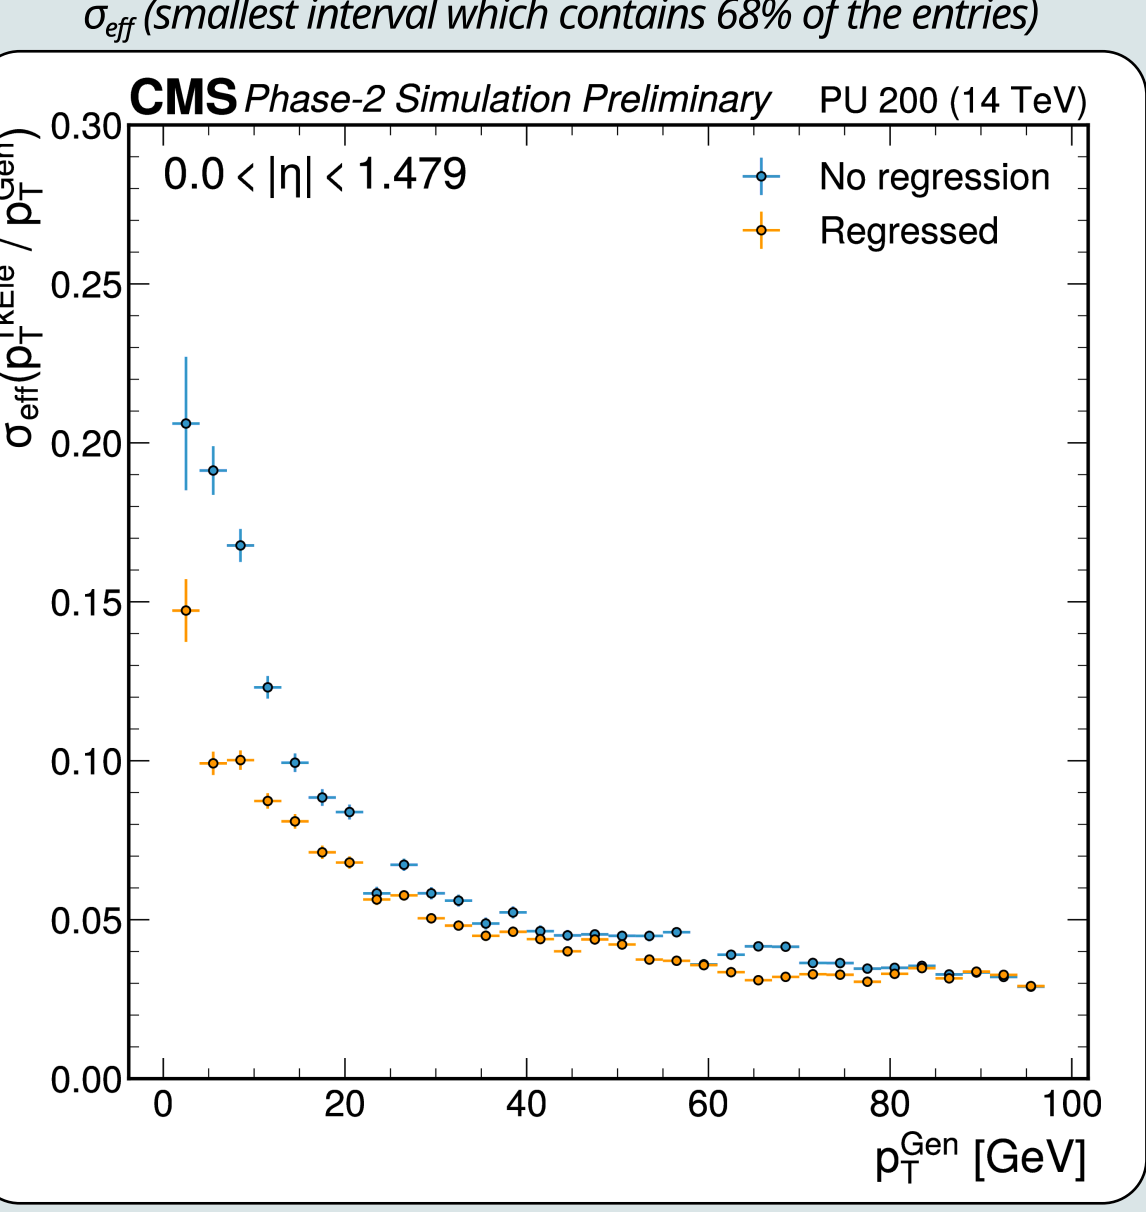 σeff (smallest interval which contains 68% of the entries)
CMS Phase-2 Simulation Preliminary PU 200 (14 TeV)
0.0 < |η| < 1.479
No regression
Regressed
σeff(pT / pTGen)
0.30
0.25
0.20
0.15
0.10
0.05
0.00
0 20 40 60 80 100
pTGen [GeV]